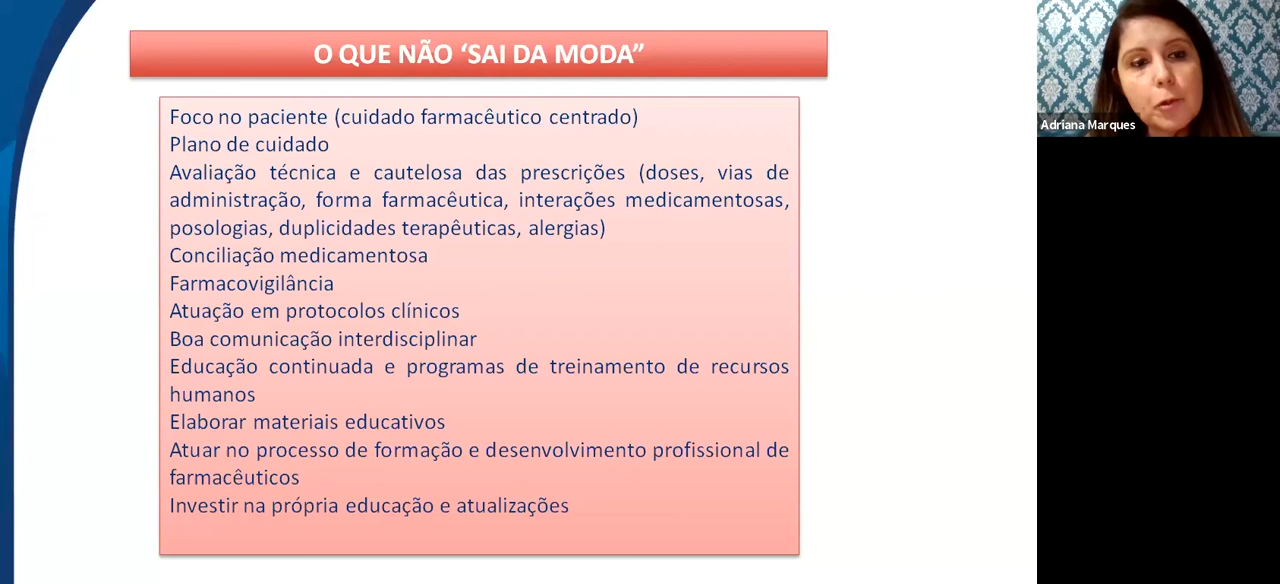 O QUE NÃO ‘SAI DA MODA”
Foco no paciente (cuidado farmacêutico centrado)
Plano de cuidado
Avaliação técnica e cautelosa das prescrições (doses, vias de
administração, forma farmacêutica, interações medicamentosas,
posologias, duplicidades terapêuticas, alergias)
Conciliação medicamentosa
Farmacovigilância
Atuação em protocolos clínicos
Boa comunicação interdisciplinar
Educação continuada e programas de treinamento de recursos
humanos
Elaborar materiais educativos
Atuar no processo de formação e desenvolvimento profissional de
farmacêuticos
Investir na própria educação e atualizações
Adriana Marques